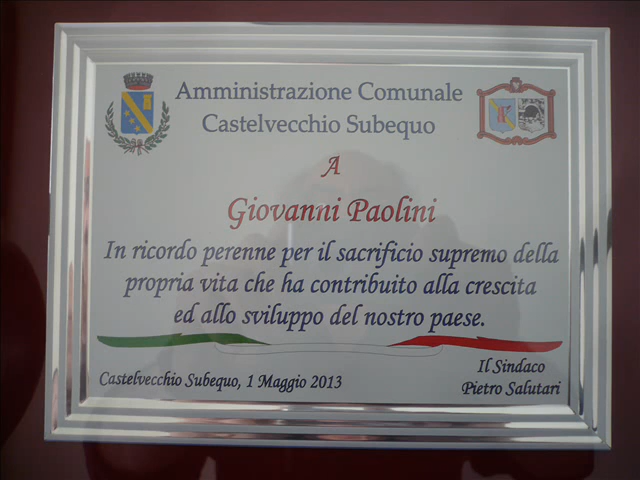 Amministrazione Comunale
Castelvecchio Subequo
A
Giovanni Paolini
In ricordo perenne per il sacrificio supremo della
propria vita che ha contribuito alla crescita
ed allo sviluppo del nostro paese.
Castelvecchio Subequo, 1 Maggio 2013
Il Sindaco
Pietro Salutari